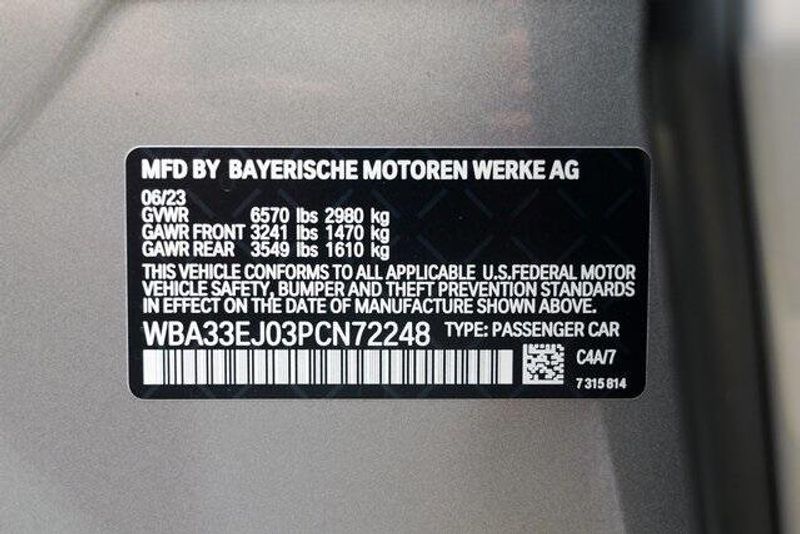 MFD BY BAYERISCHE MOTOREN WERKE AG
06/23
GVWR 6570 lbs 2980 kg
GAWR FRONT 3241 lbs 1470 kg
GAWR REAR 3549 lbs 1610 kg
THIS VEHICLE CONFORMS TO ALL APPLICABLE U.S.FEDERAL MOTOR
VEHICLE SAFETY, BUMPER AND THEFT PREVENTION STANDARDS
IN EFFECT ON THE DATE OF MANUFACTURE SHOWN ABOVE.
WBA33EJ03PCN72248 TYPE: PASSENGER CAR
C4A/7
7 315 814